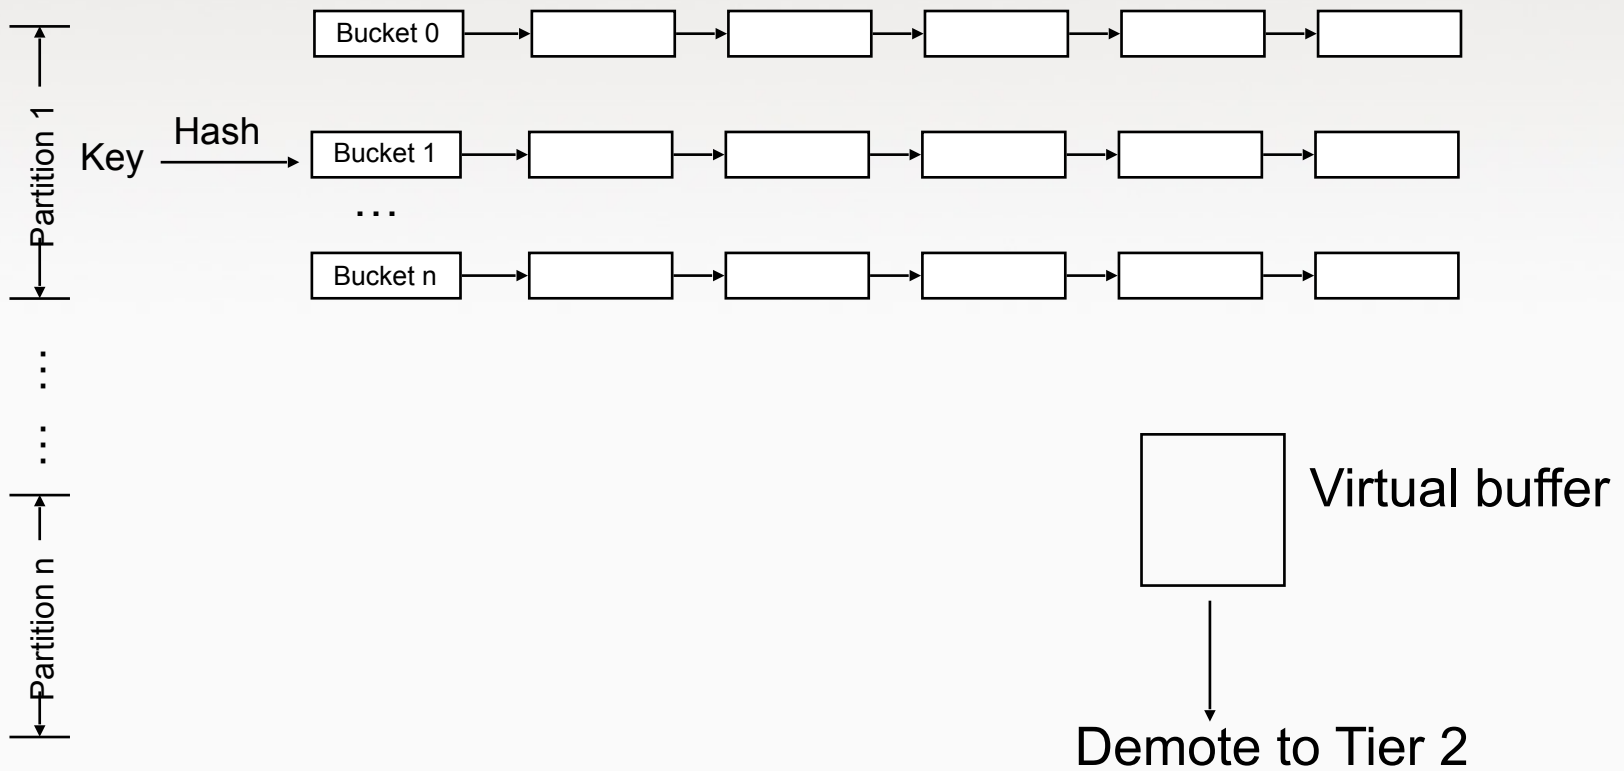 Bucket 0
Partition 1
Key
Hash
Bucket 1
...
Bucket n
... ...
Partition n
Virtual buffer
Demote to Tier 2